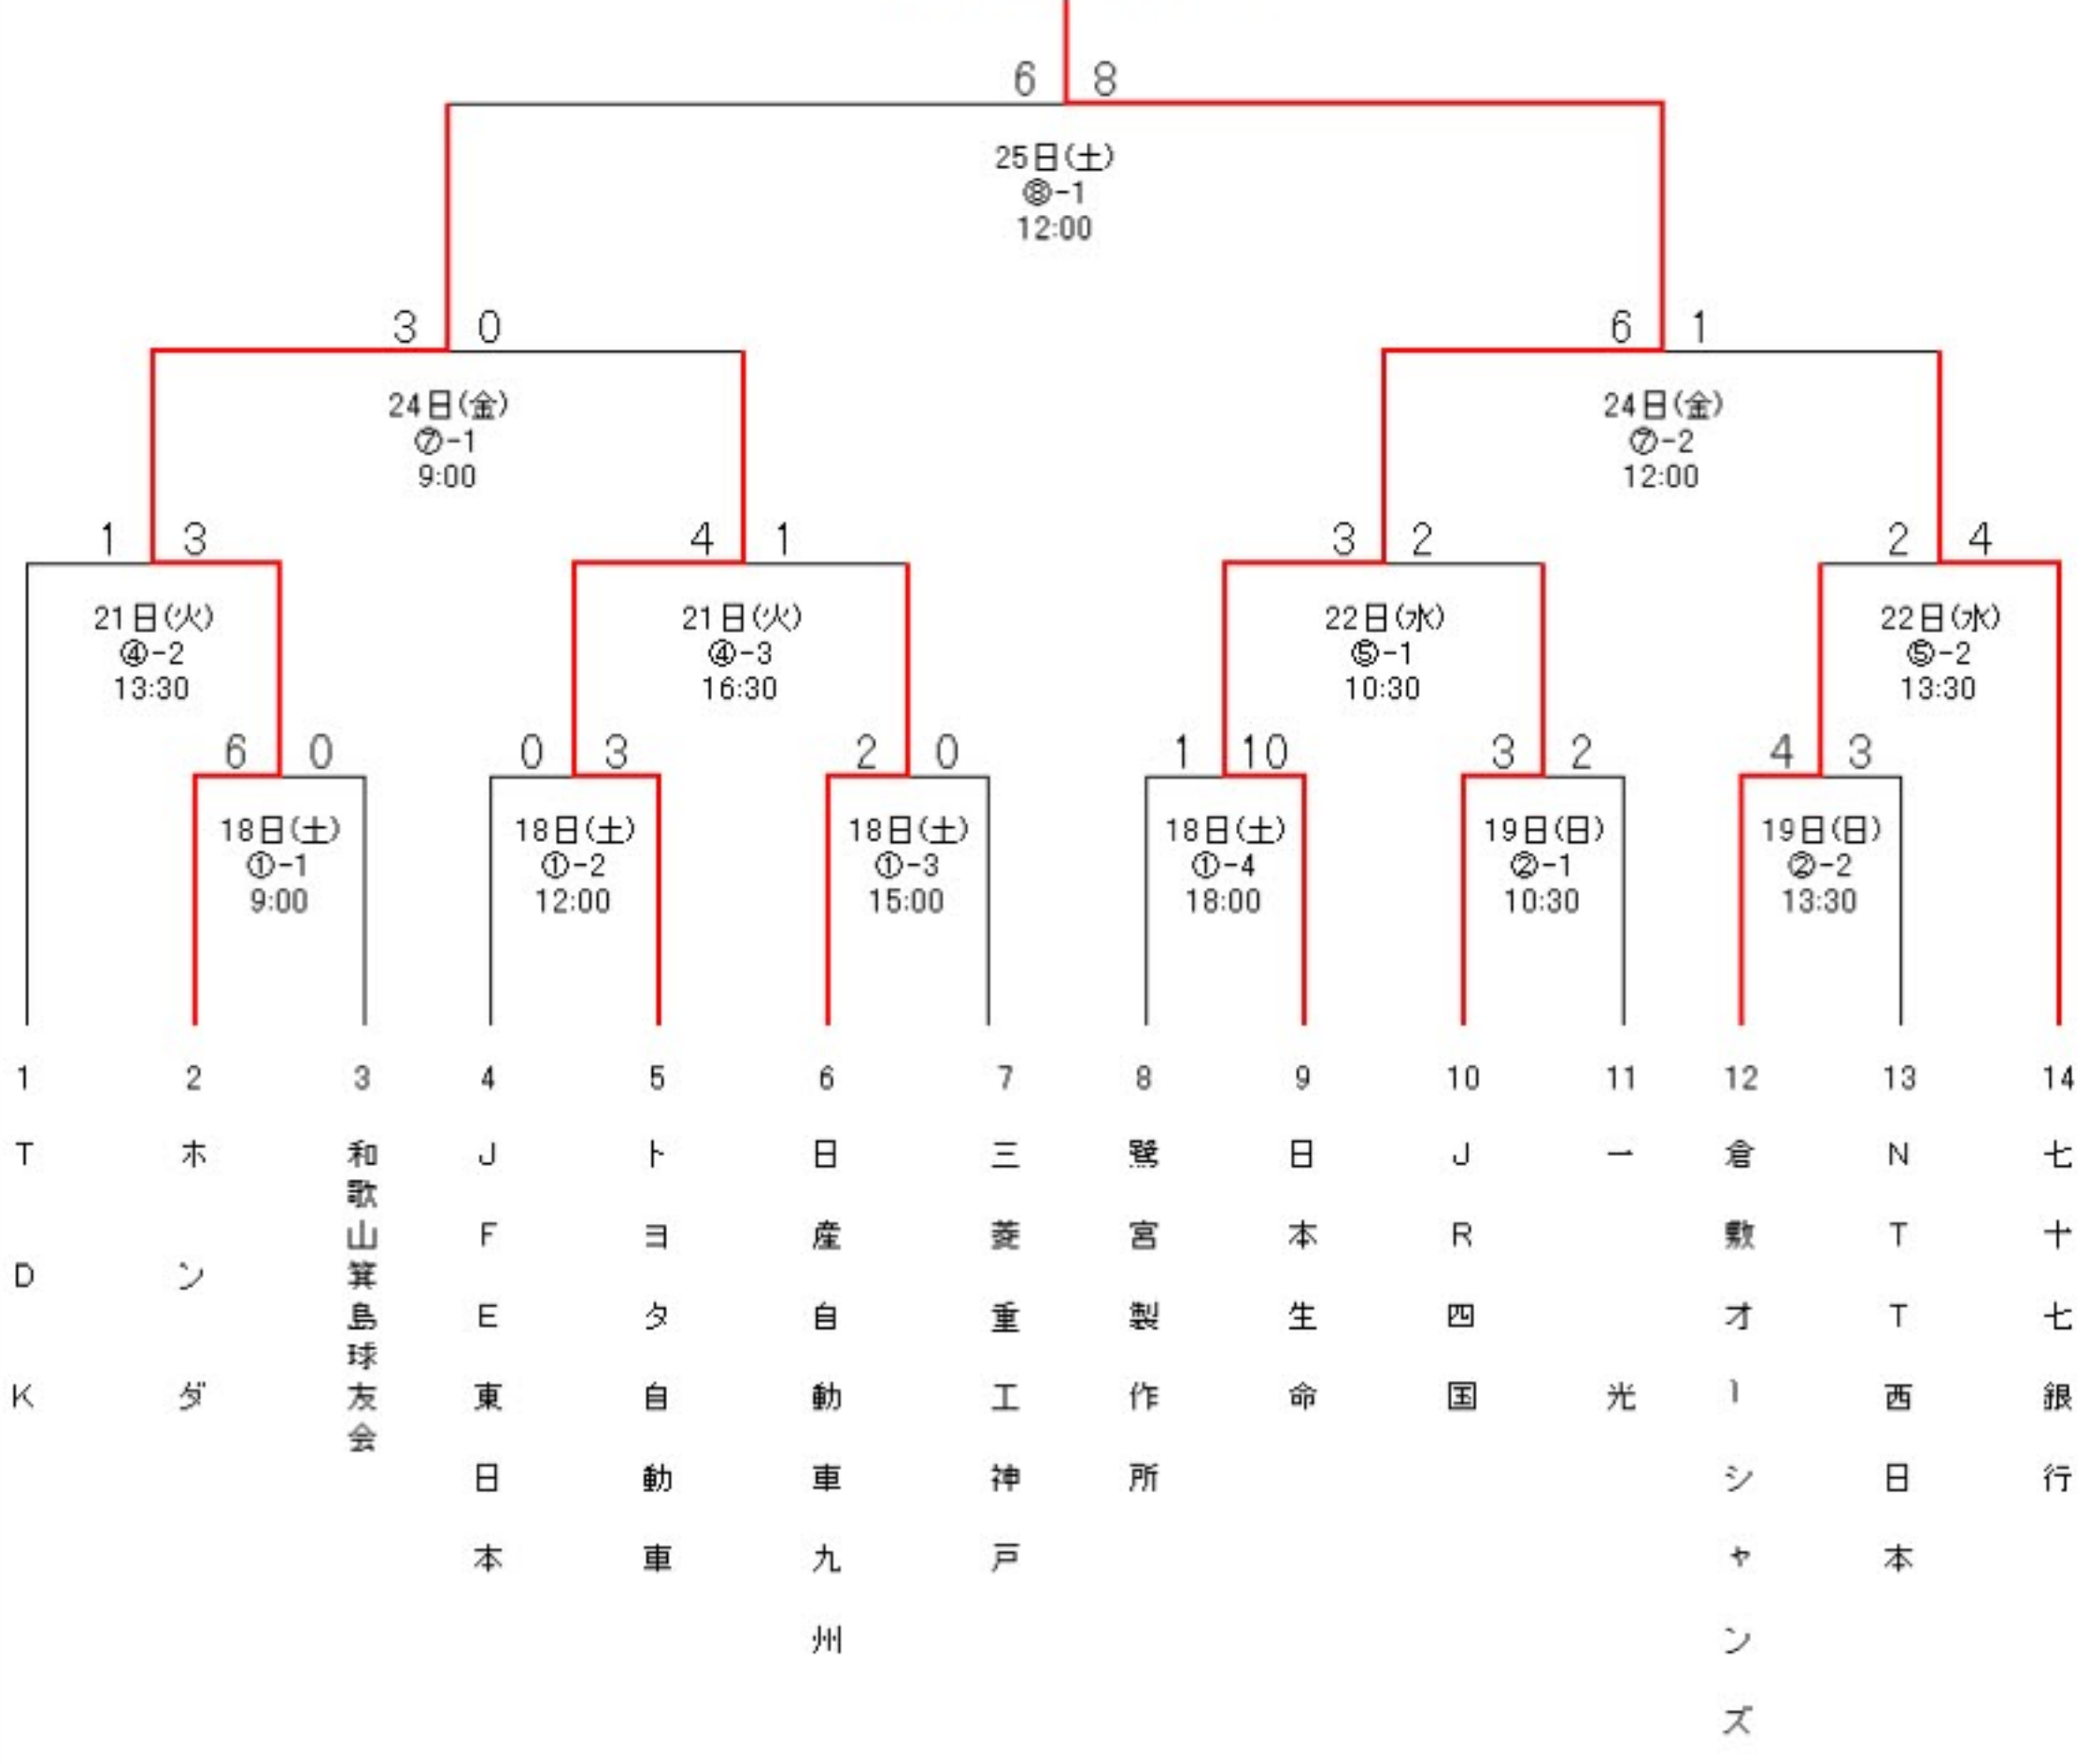 6 8
25日(土)
⑧-1
12:00
3 0
6 1
24日(金)
⑦-1
9:00
24日(金)
⑦-2
12:00
1 3
4 1
3 2
2 4
21日(火)
④-2
13:30
21日(火)
④-3
16:30
22日(水)
⑤-1
10:30
22日(水)
⑤-2
13:30
6 0
0 3
2 0
1 10
3 2
4 3
18日(土)
①-1
9:00
18日(土)
①-2
12:00
18日(土)
①-3
15:00
18日(土)
①-4
18:00
19日(日)
②-1
10:30
19日(日)
②-2
13:30
1
TDK
2
ホンダ
3
和歌山箕島球友会
4
JFE東日本
5
トヨタ自動車
6
日産自動車九州
7
三菱重工神戸
8
鷺宮製作所
9
日本生命
10
JR四国
11
一光
12
倉敷オーシャンズ
13
NTT西日本
14
七十七銀行